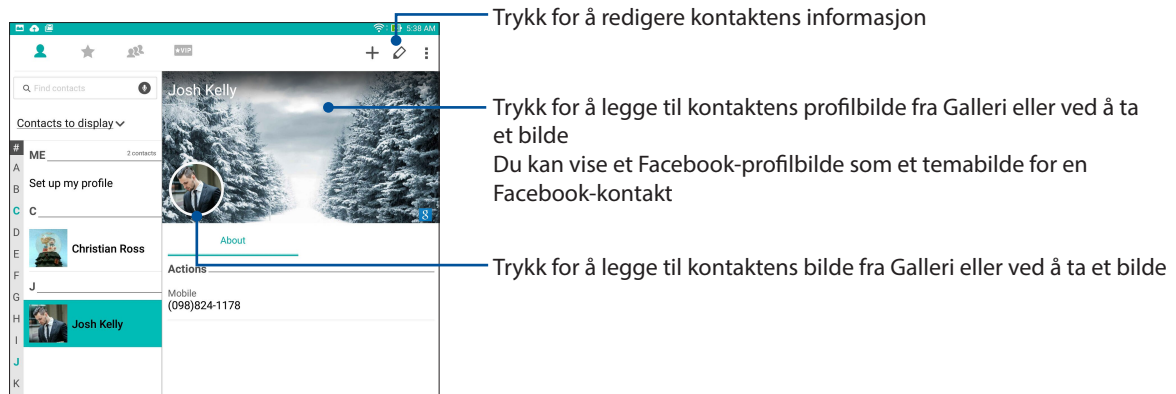 5:38 AM
Trykk for å redigere kontaktens informasjon
VIP
Find contacts
Josh Kelly
Trykk for å legge til kontaktens profilbilde fra Galleri eller ved å ta
et bilde
Du kan vise et Facebook-profilbilde som et temabilde for en
Facebook-kontakt
Contacts to display
#
ME
2 contacts
A
Set up my profile
B
C
C
D
Christian Ross
E
F
J
G
H
Josh Kelly
I
J
K
8
About
Trykk for å legge til kontaktens bilde fra Galleri eller ved å ta et bilde
Actions
Mobile
(098)824-1178